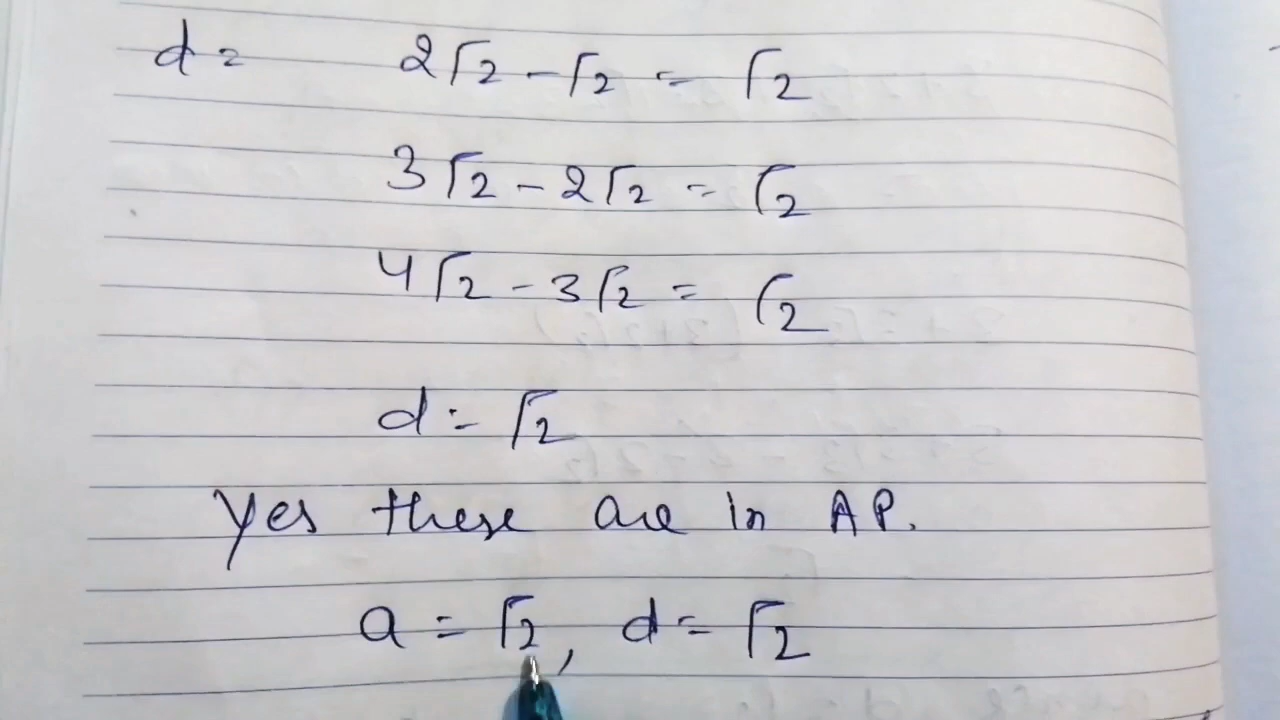 d = 2√2 - √2 = √2
3√2 - 2√2 = √2
4√2 - 3√2 = √2
d = √2
Yes these are in AP.
a = √2, d = √2